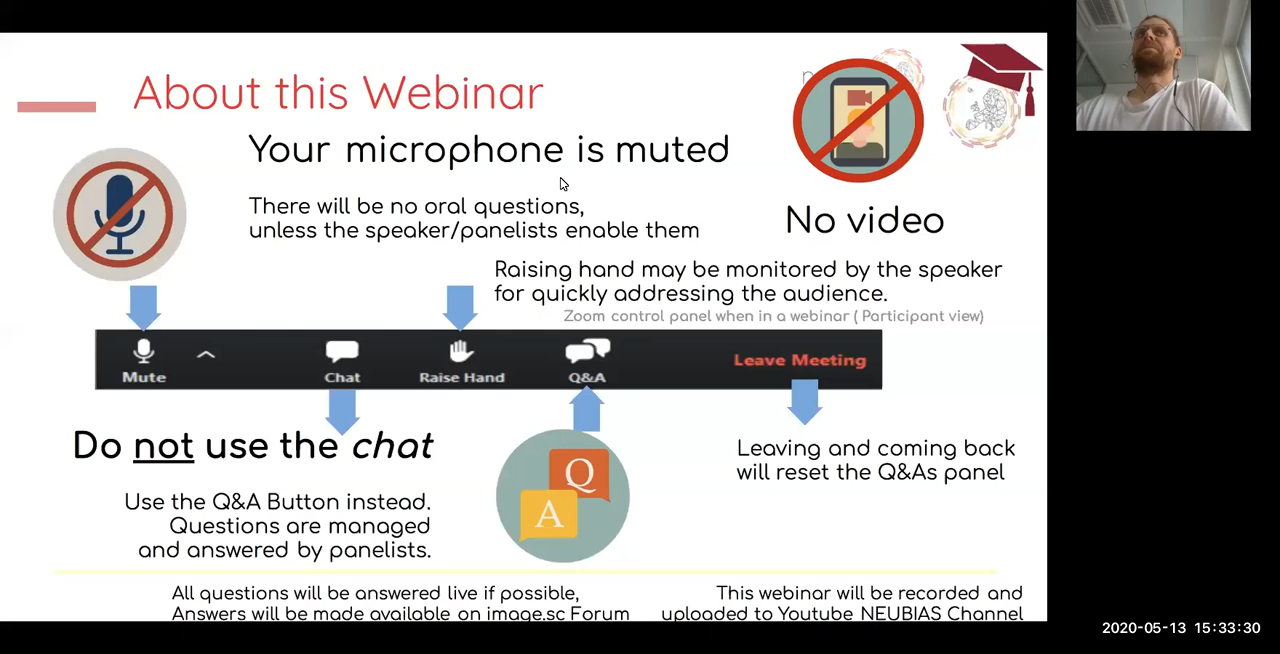 About this Webinar
Your microphone is muted
There will be no oral questions,
unless the speaker/panelists enable them
No video
Raising hand may be monitored by the speaker
for quickly addressing the audience.
Zoom control panel when in a webinar ( Participant view)
Mute
Chat
Raise Hand
Q&A
Leave Meeting
Do not use the chat
Use the Q&A Button instead.
Questions are managed
and answered by panelists.
Q
A
Leaving and coming back
will reset the Q&As panel
All questions will be answered live if possible,
Answers will be made available on image.sc Forum
This webinar will be recorded and
uploaded to Youtube NEUBIAS Channel
2020-05-13 15:33:30